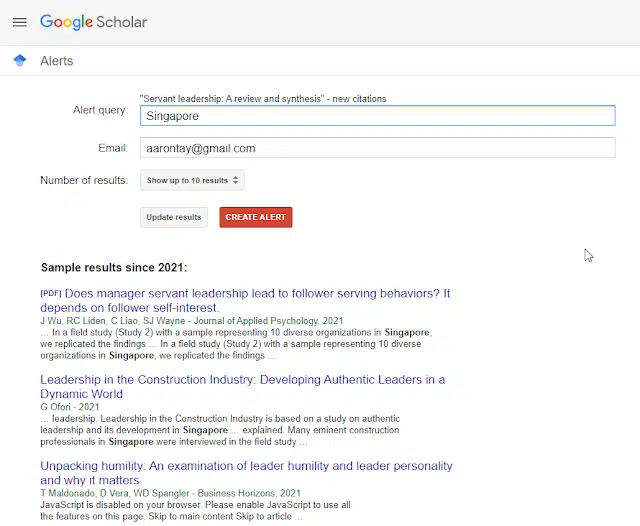 Google Scholar
Alerts
"Servant leadership: A review and synthesis" - new citations
Alert query:
Singapore
Email:
aarontay@gmail.com
Number of results:
Show up to 10 results
Update results
CREATE ALERT
Sample results since 2021:
[PDF] Does manager servant leadership lead to follower serving behaviors? It
depends on follower self-interest.
J Wu, RC Liden, C Liao, SJ Wayne - Journal of Applied Psychology, 2021
... In a field study (Study 2) with a sample representing 10 diverse organizations in Singapore,
we replicated the findings ... In a field study (Study 2) with a sample representing 10 diverse
organizations in Singapore, we replicated the findings ...
Leadership in the Construction Industry: Developing Authentic Leaders in a
Dynamic World
G Ofori - 2021
... leadership. Leadership in the Construction Industry is based on a study on authentic
leadership and its development in Singapore ... explained. Many eminent construction
professionals in Singapore were interviewed in the field study ...
Unpacking humility: An examination of leader humility and leader personality
and why it matters
T Maldonado, D Vera, WD Spangler - Business Horizons, 2021
JavaScript is disabled on your browser. Please enable JavaScript to use all
the features on this page. Skip to main content Skip to article ...